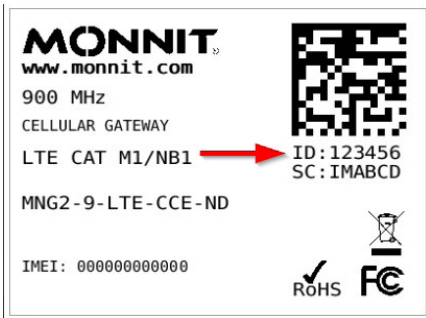 MONNIT®
www.monnit.com
900 MHz
CELLULAR GATEWAY
LTE CAT M1/NB1
ID:123456
SC:IMABCD
MNG2-9-LTE-CCE-ND
IMEI: 000000000000
RoHS
FC